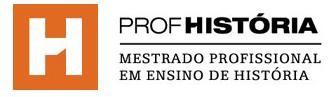 H
PROFHISTÓRIA
MESTRADO PROFISSIONAL
EM ENSINO DE HISTÓRIA